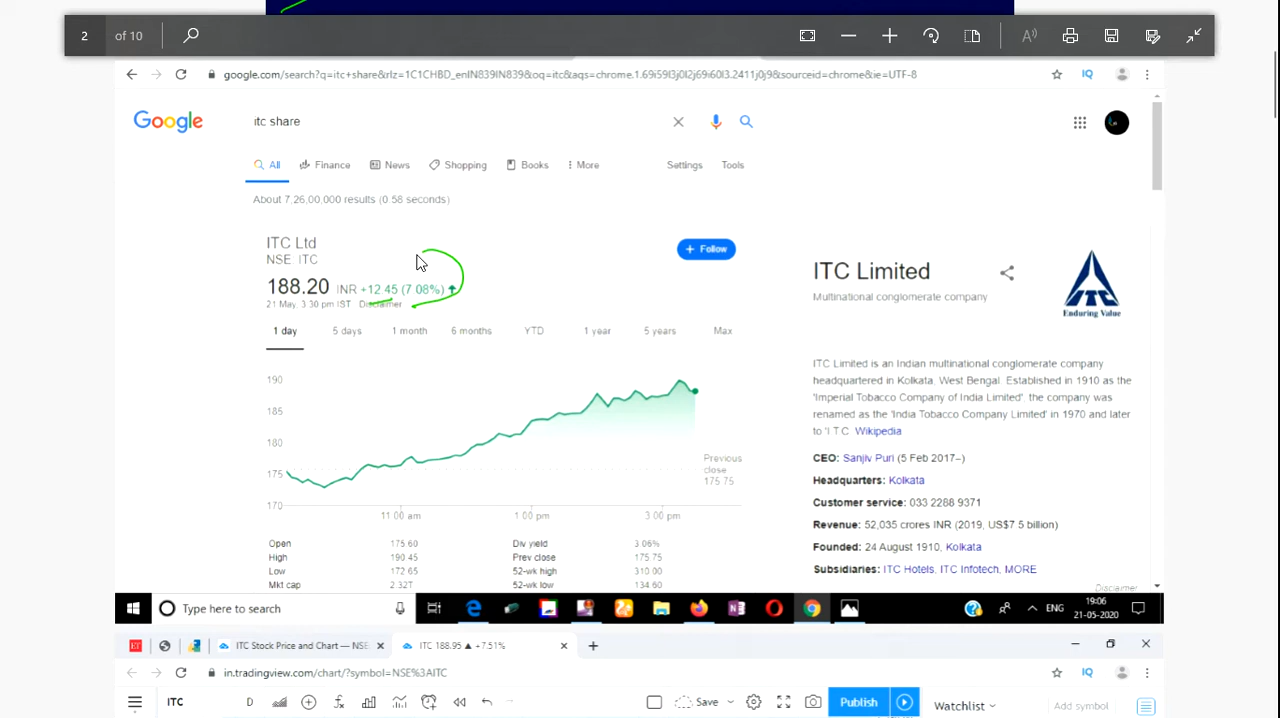 2 of 10
google.com/search?q=itc+share&rlz=1C1CHBD_enIN839IN839&oq=itc&aqs=chrome.1.69i59l3j0l2j69i60l3.2411j0j9&sourceid=chrome&ie=UTF-8
Google
itc share
All Finance News Shopping Books More Settings Tools
About 7,26,00,000 results (0.58 seconds)
ITC Ltd
NSE ITC
188.20 INR +12.45 (7.08%)
21 May, 3:30 pm IST Disclaimer
+ Follow
1 day 5 days 1 month 6 months YTD 1 year 5 years Max
190
185
180
175
170
Previous
close
175.75
11:00 am 1:00 pm 3:00 pm
Open 175.60 Div yield 3.06%
High 190.45 Prev close 175.75
Low 172.65 52-wk high 310.00
Mkt cap 2.32T 52-wk low 134.60
ITC Limited
Multinational conglomerate company
ITC
Enduring Value
ITC Limited is an Indian multinational conglomerate company
headquartered in Kolkata, West Bengal. Established in 1910 as the
'Imperial Tobacco Company of India Limited', the company was
renamed as the 'India Tobacco Company Limited' in 1970 and later
to 'I.T.C. Wikipedia
CEO: Sanjiv Puri (5 Feb 2017–)
Headquarters: Kolkata
Customer service: 033 2288 9371
Revenue: 52,035 crores INR (2019, US$7.5 billion)
Founded: 24 August 1910, Kolkata
Subsidiaries: ITC Hotels, ITC Infotech, MORE
Disclaimer
Type here to search
ENG
19:06
21-05-2020
ET ITC Stock Price and Chart — NSE: ITC 188.95 ▲ +7.51%
in.tradingview.com/chart/?symbol=NSE%3AITC
IQ
ITC D Save Publish Watchlist Add symbol